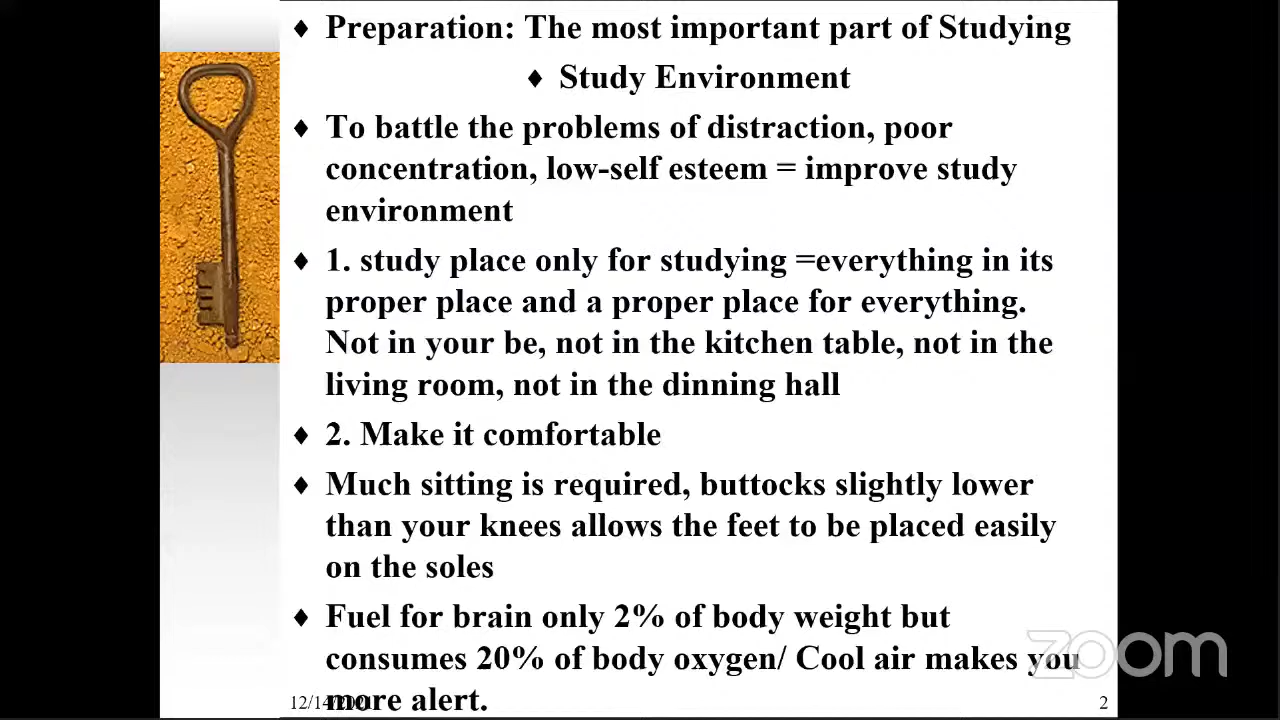 ♦ Preparation: The most important part of Studying
♦ Study Environment
♦ To battle the problems of distraction, poor
concentration, low-self esteem = improve study
environment
♦ 1. study place only for studying =everything in its
proper place and a proper place for everything.
Not in your be, not in the kitchen table, not in the
living room, not in the dinning hall
♦ 2. Make it comfortable
♦ Much sitting is required, buttocks slightly lower
than your knees allows the feet to be placed easily
on the soles
♦ Fuel for brain only 2% of body weight but
consumes 20% of body oxygen/ Cool air makes you
more alert.
zoom
2